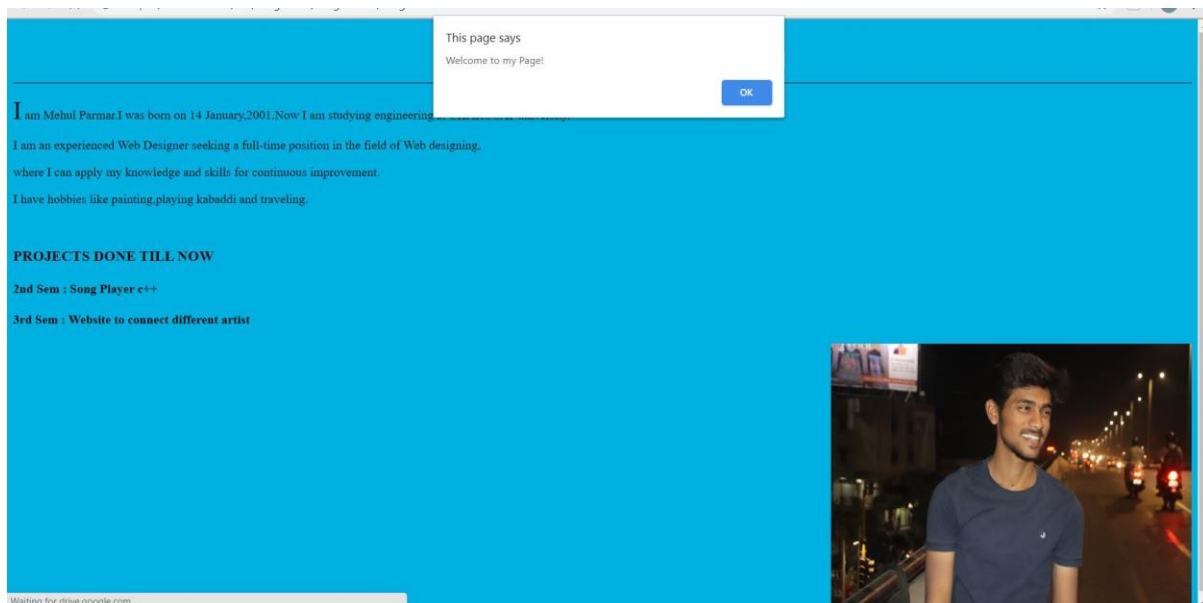 This page says
Welcome to my Page!
OK
I am Mehul Parmar.I was born on 14 January,2001.Now I am studying engineering
I am an experienced Web Designer seeking a full-time position in the field of Web designing,
where I can apply my knowledge and skills for continuous improvement.
I have hobbies like painting,playing kabaddi and traveling.
PROJECTS DONE TILL NOW
2nd Sem : Song Player c++
3rd Sem : Website to connect different artist
Waiting for drive.google.com